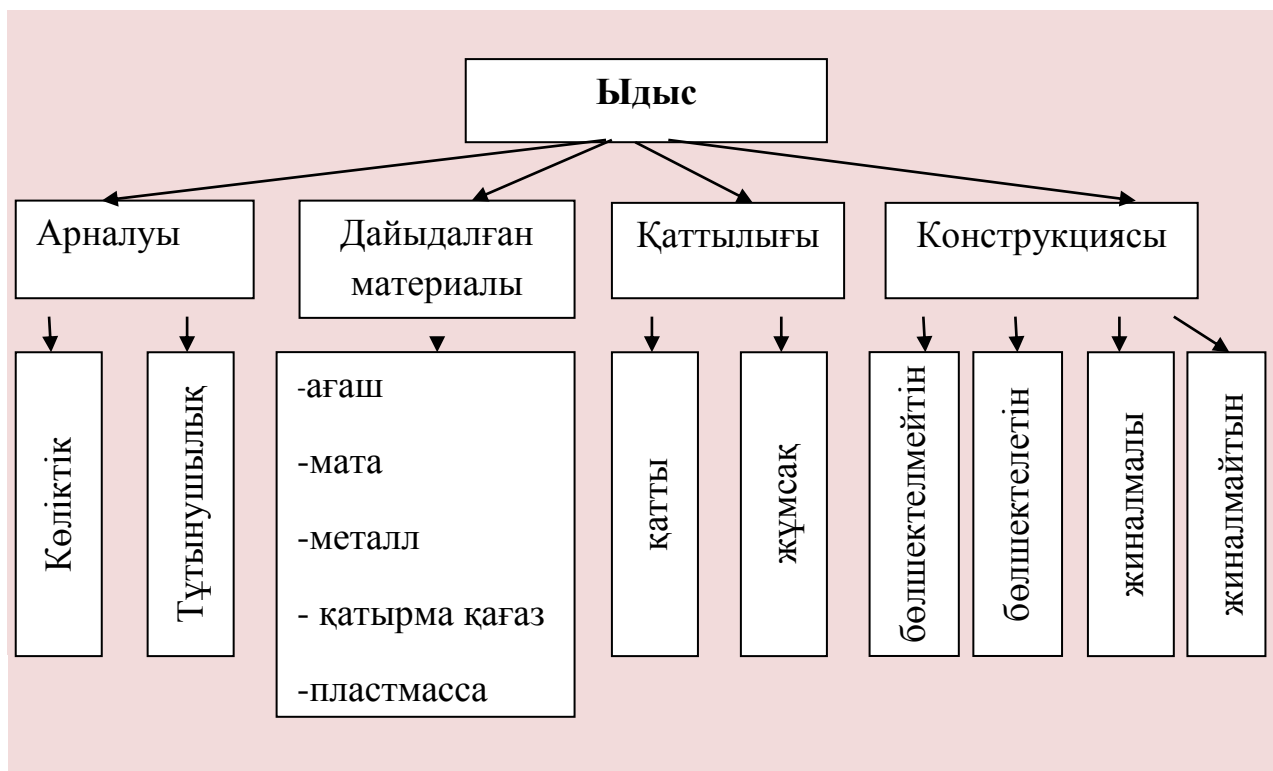 Ыдыс
Арналуы
Дайыдалған
материалы
Қаттылығы
Конструкциясы
Көліктік
Тұтынушылық
-ағаш
-мата
-металл
- қатырма қағаз
-пластмасса
қатты
жұмсақ
бөлшектелмейтін
бөлшектелетін
жиналмалы
жиналмайтын